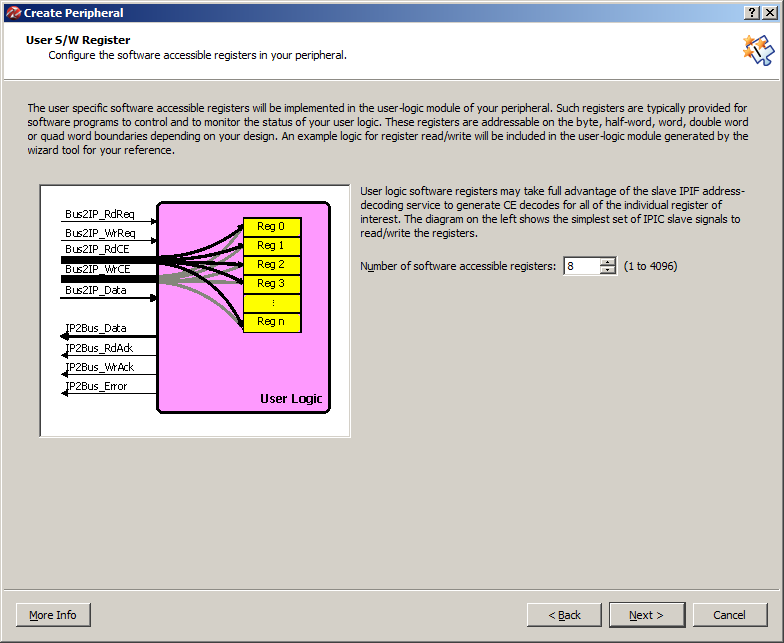 Create Peripheral
User S/W Register
Configure the software accessible registers in your peripheral.
The user specific software accessible registers will be implemented in the user-logic module of your peripheral. Such registers are typically provided for
software programs to control and to monitor the status of your user logic. These registers are addressable on the byte, half-word, word, double word
or quad word boundaries depending on your design. An example logic for register read/write will be included in the user-logic module generated by the
wizard tool for your reference.
Bus2IP_RdReq
Bus2IP_WrReq
Bus2IP_RdCE
Bus2IP_WrCE
Bus2IP_Data
IP2Bus_Data
IP2Bus_RdAck
IP2Bus_WrAck
IP2Bus_Error
Reg 0
Reg 1
Reg 2
Reg 3
:
Reg n
User Logic
User logic software registers may take full advantage of the slave IPIF address-
decoding service to generate CE decodes for all of the individual register of
interest. The diagram on the left shows the simplest set of IPIC slave signals to
read/write the registers.
Number of software accessible registers: 8 (1 to 4096)
More Info
< Back
Next >
Cancel